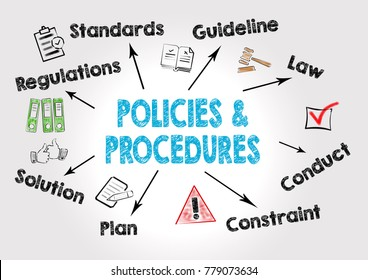 Standards
Guideline
Regulations
Law
POLICIES &
PROCEDURES
Solution
Conduct
Plan
Constraint
!
shutterstock.com · 779073634